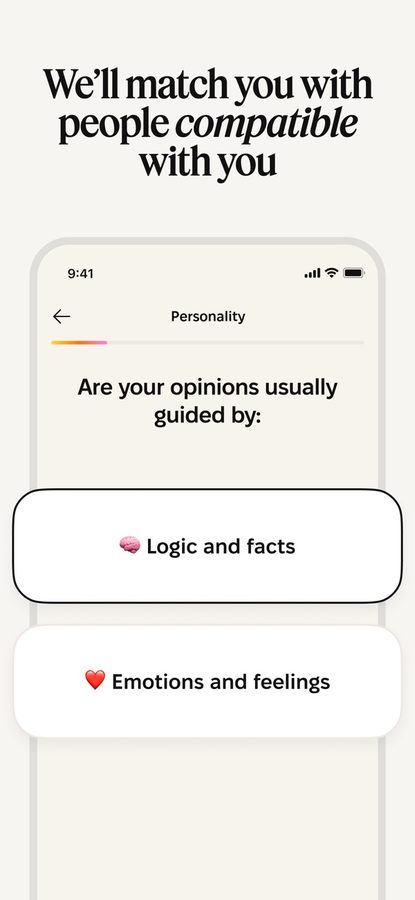 We’ll match you with
people compatible
with you
9:41
Personality
Are your opinions usually
guided by:
🧠 Logic and facts
❤️ Emotions and feelings